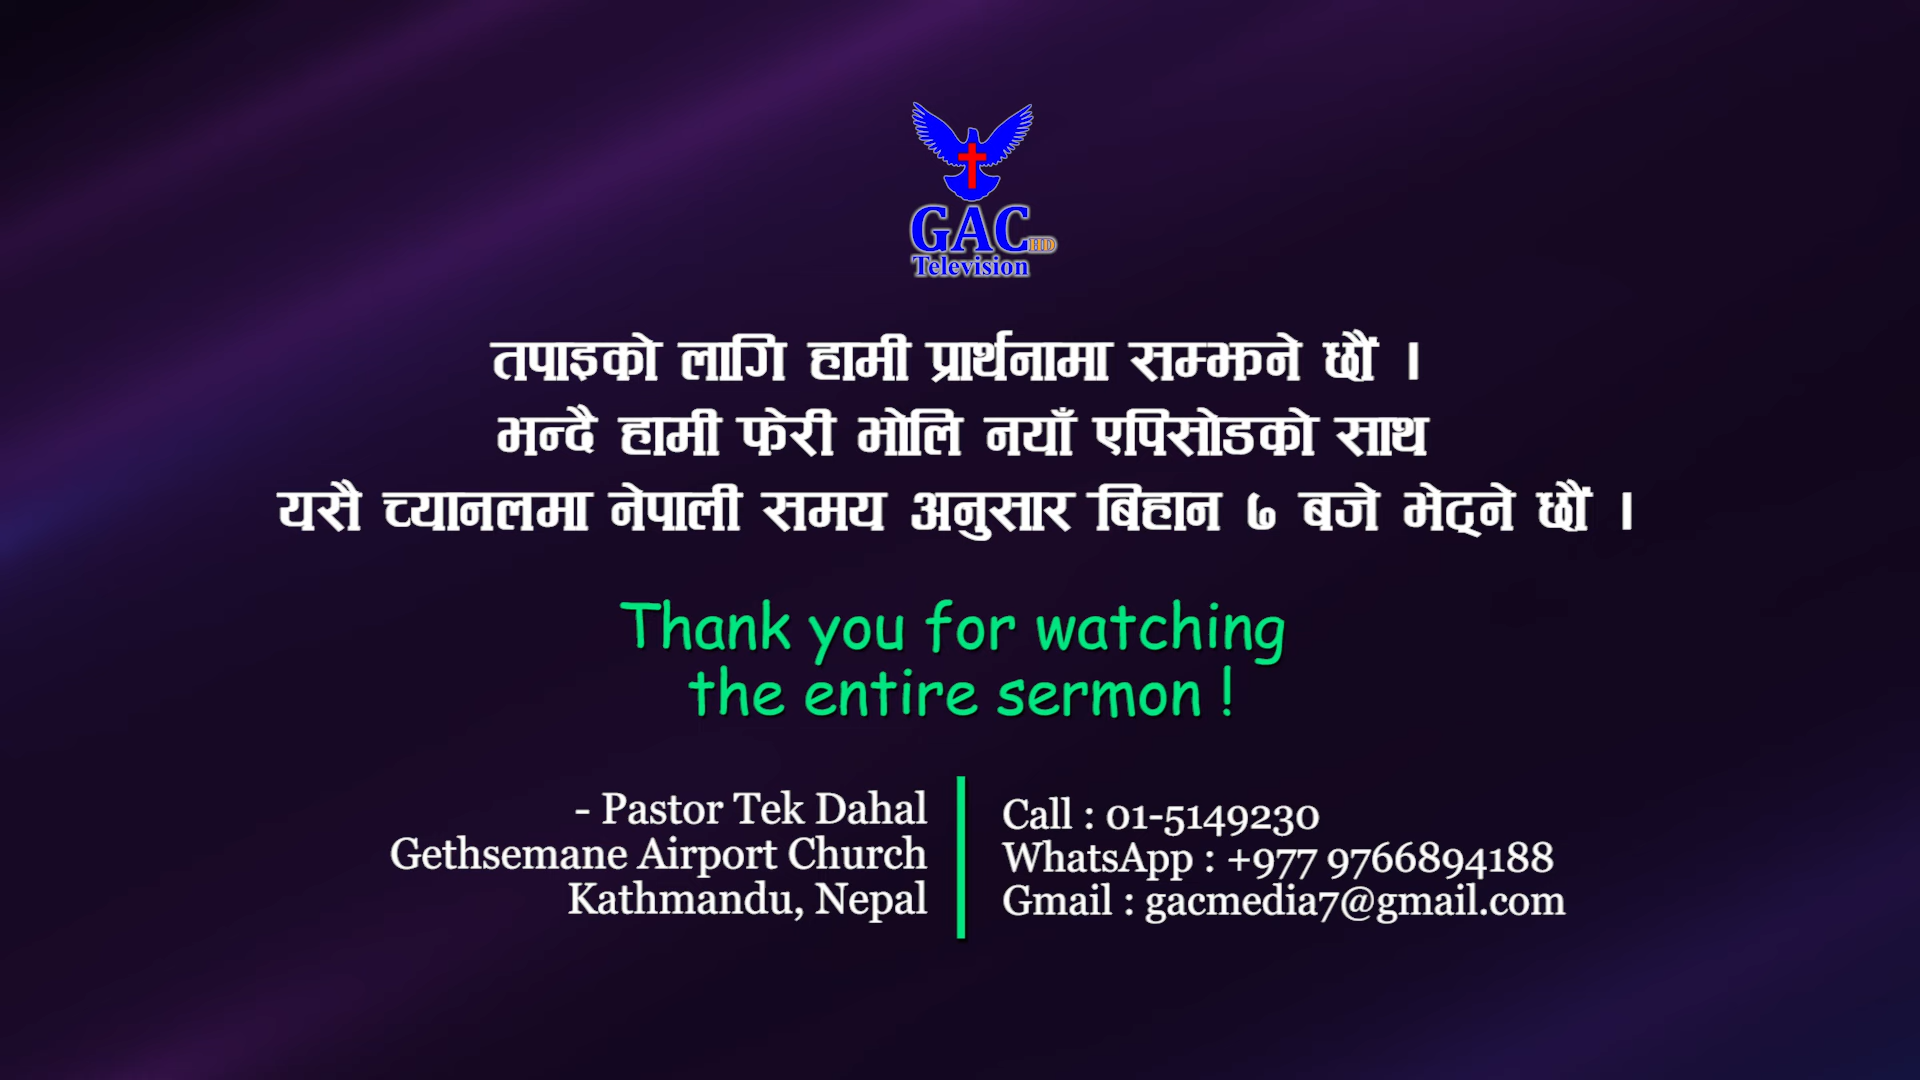 GAC HD
Television
तपाइको लागि हामी प्रार्थनामा सम्झने छौं ।
भन्दै हामी फेरी भोलि नयाँ एपिसोडको साथ
यसै च्यानलमा नेपाली समय अनुसार बिहान ७ बजे भेट्ने छौं ।
Thank you for watching
the entire sermon !
- Pastor Tek Dahal
Gethsemane Airport Church
Kathmandu, Nepal
Call : 01-5149230
WhatsApp : +977 9766894188
Gmail : gacmedia7@gmail.com